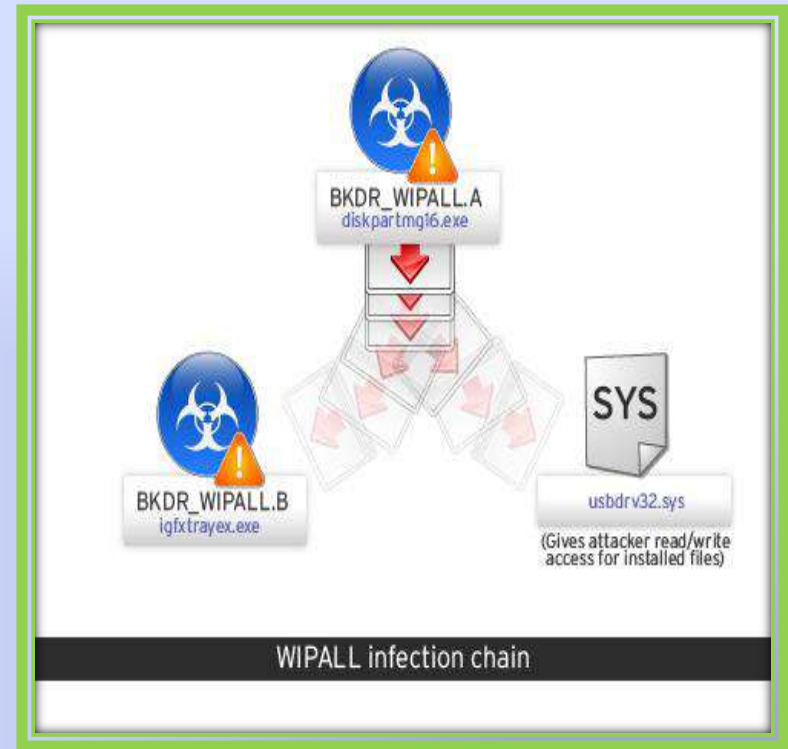 BKDR_WIPALL.A
diskpartmg16.exe
BKDR_WIPALL.B
igfxtrayex.exe
SYS
usbdrv32.sys
(Gives attacker read/write
access for installed files)
WIPALL infection chain